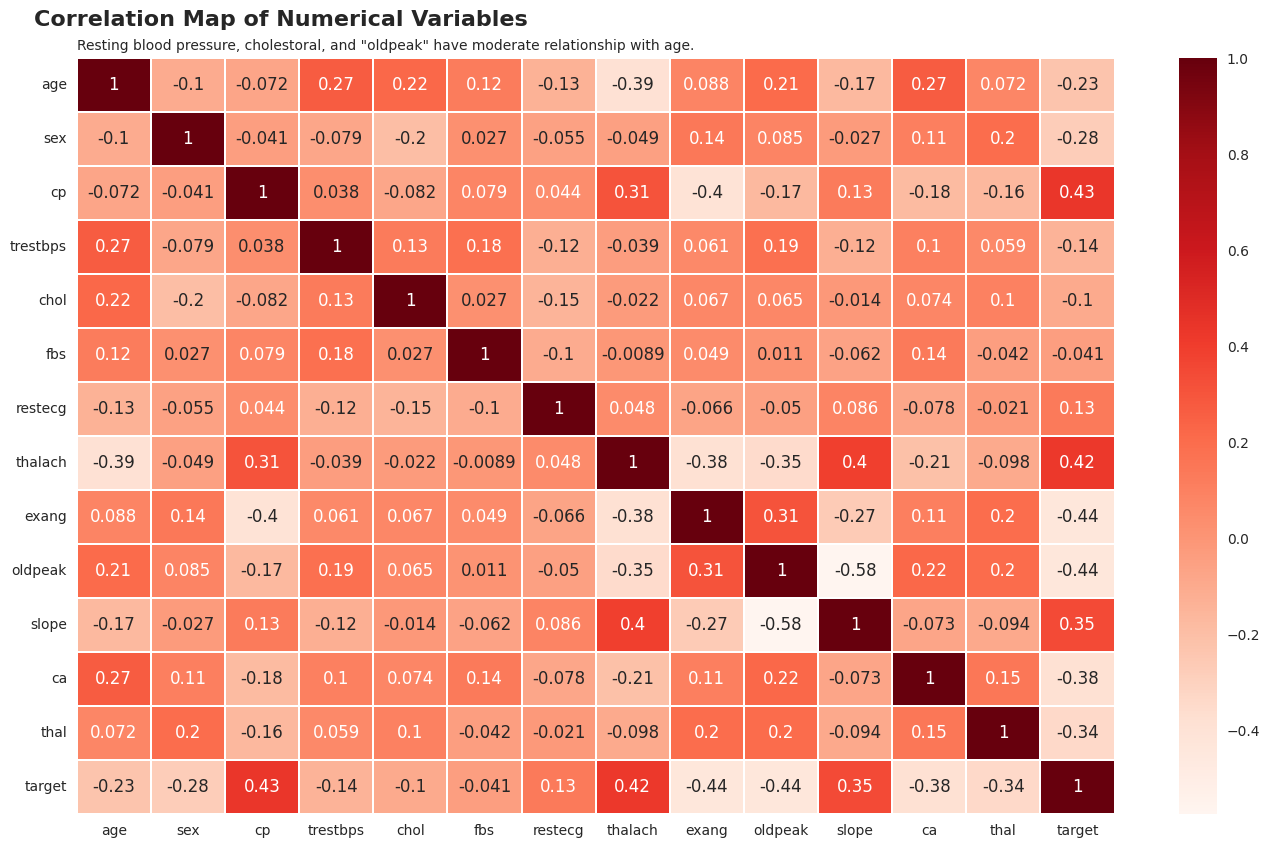 Correlation Map of Numerical Variables
Resting blood pressure, cholestoral, and "oldpeak" have moderate relationship with age.
age 1 -0.1 -0.072 0.27 0.22 0.12 -0.13 -0.39 0.088 0.21 -0.17 0.27 0.072 -0.23
sex -0.1 1 -0.041 -0.079 -0.2 0.027 -0.055 -0.049 0.14 0.085 -0.027 0.11 0.2 -0.28
cp -0.072 -0.041 1 0.038 -0.082 0.079 0.044 0.31 -0.4 -0.17 0.13 -0.18 -0.16 0.43
trestbps 0.27 -0.079 0.038 1 0.13 0.18 -0.12 -0.039 0.061 0.19 -0.12 0.1 0.059 -0.14
chol 0.22 -0.2 -0.082 0.13 1 0.027 -0.15 -0.022 0.067 0.065 -0.014 0.074 0.1 -0.1
fbs 0.12 0.027 0.079 0.18 0.027 1 -0.1 -0.0089 0.049 0.011 -0.062 0.14 -0.042 -0.041
restecg -0.13 -0.055 0.044 -0.12 -0.15 -0.1 1 0.048 -0.066 -0.05 0.086 -0.078 -0.021 0.13
thalach -0.39 -0.049 0.31 -0.039 -0.022 -0.0089 0.048 1 -0.38 -0.35 0.4 -0.21 -0.098 0.42
exang 0.088 0.14 -0.4 0.061 0.067 0.049 -0.066 -0.38 1 0.31 -0.27 0.11 0.2 -0.44
oldpeak 0.21 0.085 -0.17 0.19 0.065 0.011 -0.05 -0.35 0.31 1 -0.58 0.22 0.2 -0.44
slope -0.17 -0.027 0.13 -0.12 -0.014 -0.062 0.086 0.4 -0.27 -0.58 1 -0.073 -0.094 0.35
ca 0.27 0.11 -0.18 0.1 0.074 0.14 -0.078 -0.21 0.11 0.22 -0.073 1 0.15 -0.38
thal 0.072 0.2 -0.16 0.059 0.1 -0.042 -0.021 -0.098 0.2 0.2 -0.094 0.15 1 -0.34
target -0.23 -0.28 0.43 -0.14 -0.1 -0.041 0.13 0.42 -0.44 -0.44 0.35 -0.38 -0.34 1
age sex cp trestbps chol fbs restecg thalach exang oldpeak slope ca thal target
1.0
0.8
0.6
0.4
0.2
0.0
−0.2
−0.4